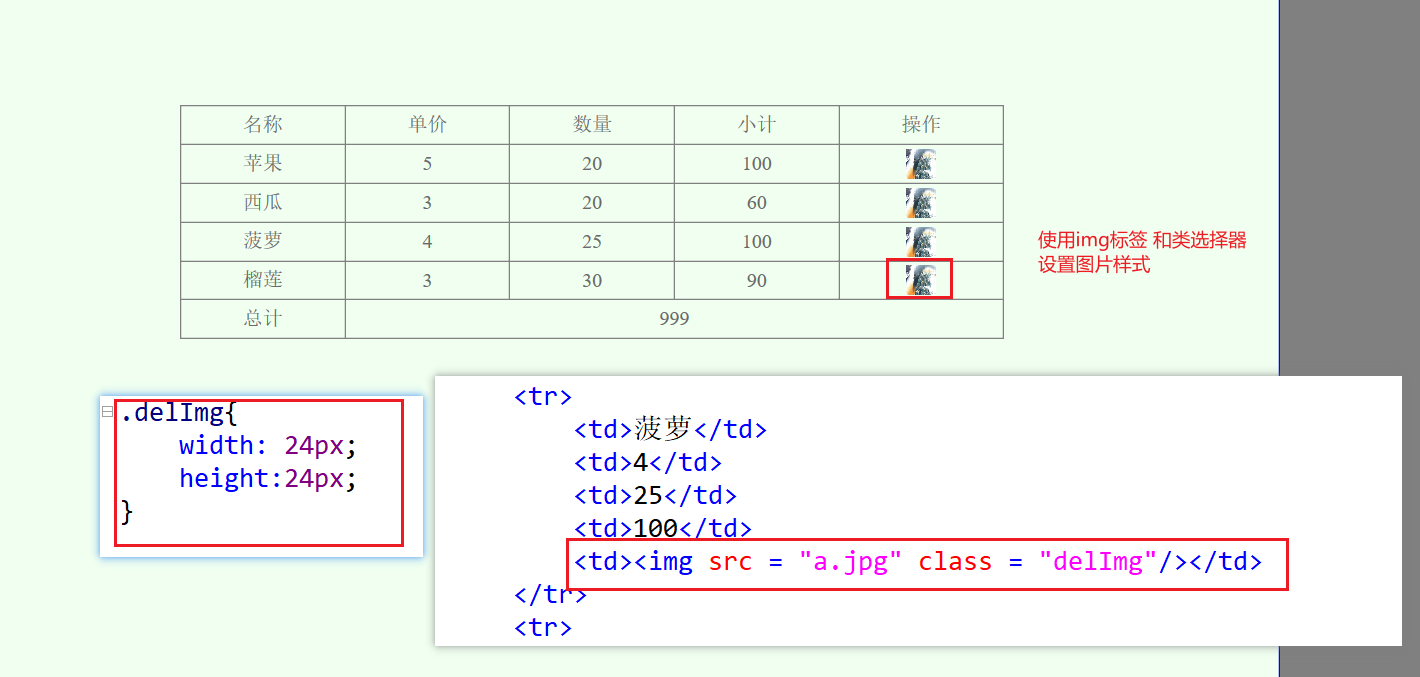 名称 单价 数量 小计 操作
苹果 5 20 100
西瓜 3 20 60
菠萝 4 25 100
榴莲 3 30 90
总计 999
使用img标签 和类选择器
设置图片样式
.delImg{
    width: 24px;
    height:24px;
}
<tr>
    <td>菠萝</td>
    <td>4</td>
    <td>25</td>
    <td>100</td>
    <td><img src = "a.jpg" class = "delImg"/></td>
</tr>
<tr>